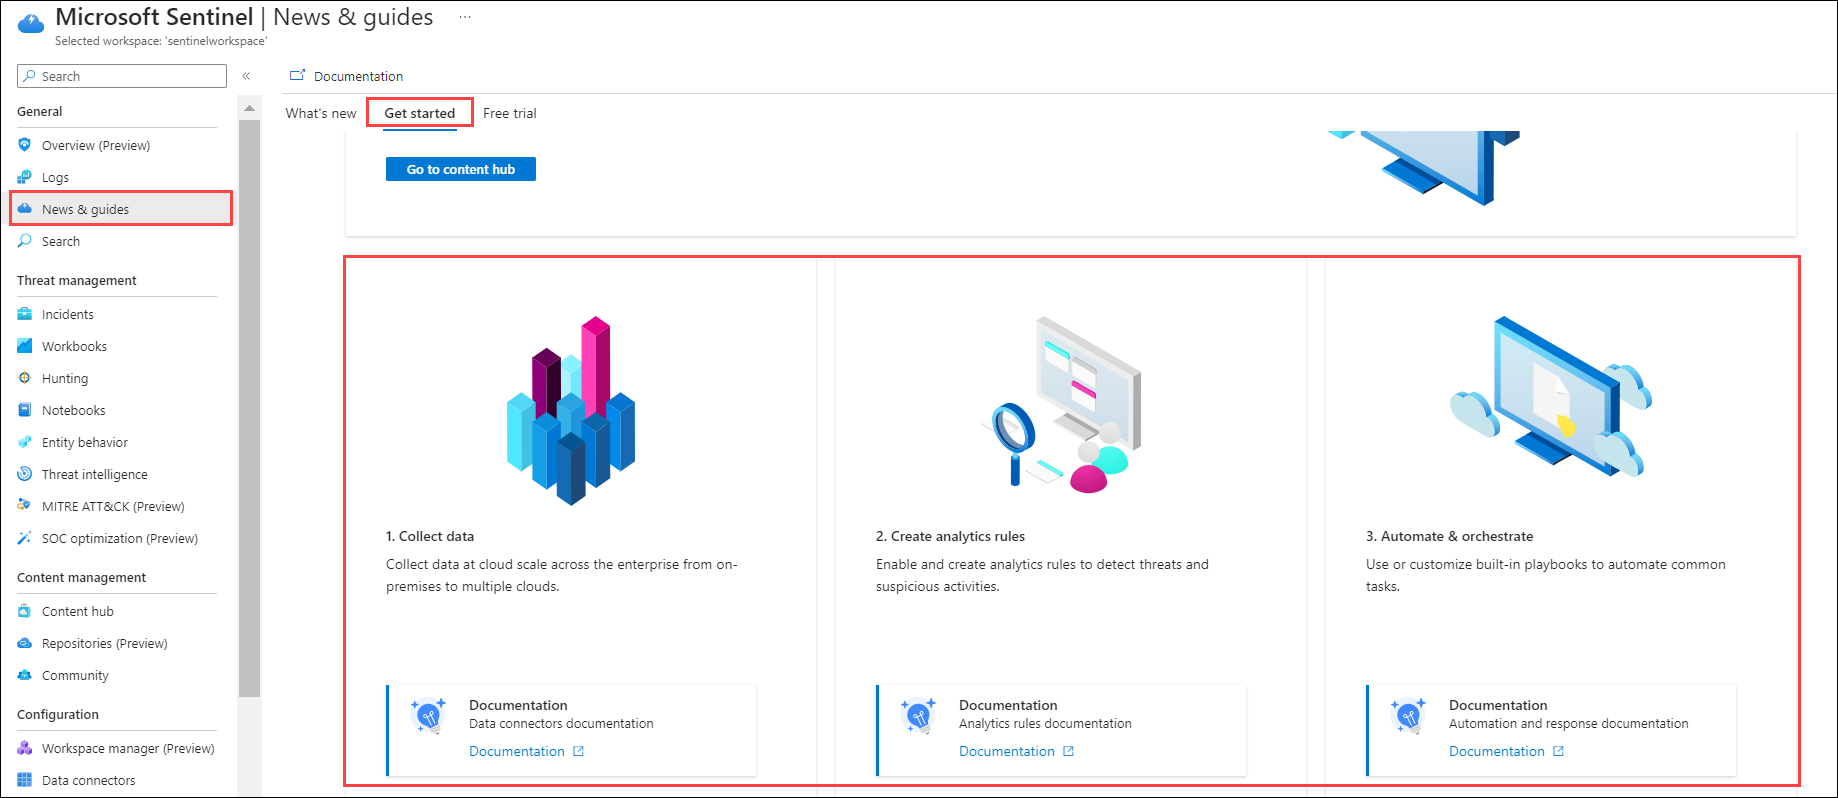 Microsoft Sentinel | News & guides ...
Selected workspace: 'sentinelworkspace'
Search
«
General
Overview (Preview)
Logs
News & guides
Search
Threat management
Incidents
Workbooks
Hunting
Notebooks
Entity behavior
Threat intelligence
MITRE ATT&CK (Preview)
SOC optimization (Preview)
Content management
Content hub
Repositories (Preview)
Community
Configuration
Workspace manager (Preview)
Data connectors
Documentation
What's new Get started Free trial
Go to content hub
1. Collect data
Collect data at cloud scale across the enterprise from on-
premises to multiple clouds.
Documentation
Data connectors documentation
Documentation
2. Create analytics rules
Enable and create analytics rules to detect threats and
suspicious activities.
Documentation
Analytics rules documentation
Documentation
3. Automate & orchestrate
Use or customize built-in playbooks to automate common
tasks.
Documentation
Automation and response documentation
Documentation